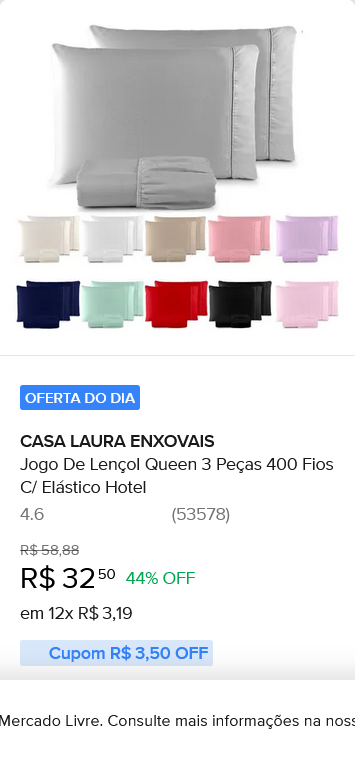 OFERTA DO DIA
CASA LAURA ENXOVAIS
Jogo De Lençol Queen 3 Peças 400 Fios
C/ Elástico Hotel
4.6 (53578)
R$ 58,88
R$ 32 50 44% OFF
em 12x R$ 3,19
Cupom R$ 3,50 OFF
Mercado Livre. Consulte mais informações na noss